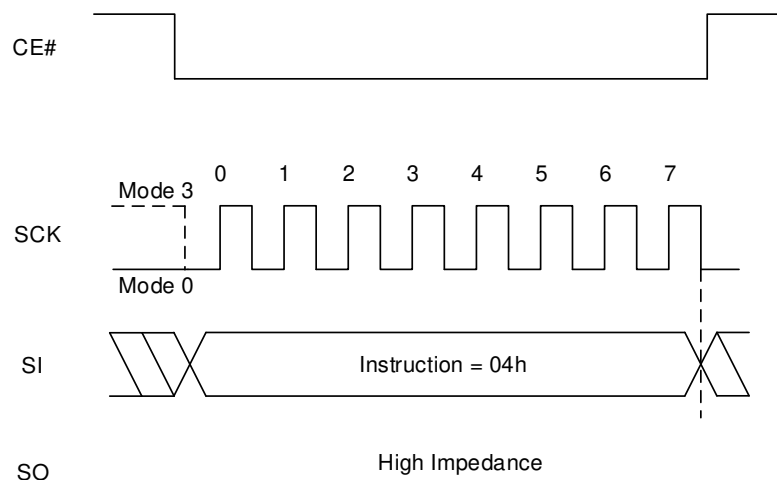 CE#
0 1 2 3 4 5 6 7
Mode 3
SCK
Mode 0
SI
Instruction = 04h
SO
High Impedance